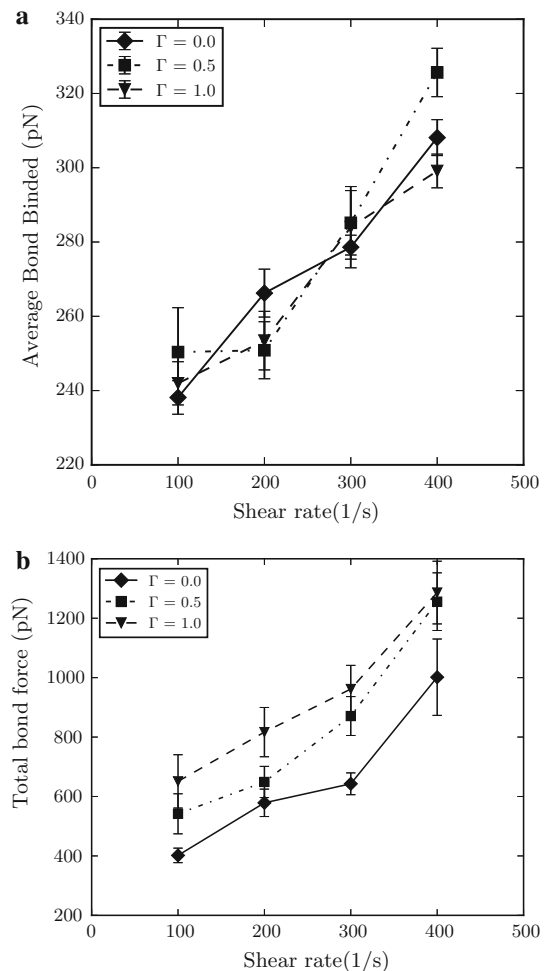 a
340
320
300
280
260
240
220
Average Bond Binded (pN)
Γ = 0.0
Γ = 0.5
Γ = 1.0
0 100 200 300 400 500
Shear rate(1/s)
b
1400
1200
1000
800
600
400
200
Total bond force (pN)
Γ = 0.0
Γ = 0.5
Γ = 1.0
0 100 200 300 400 500
Shear rate(1/s)